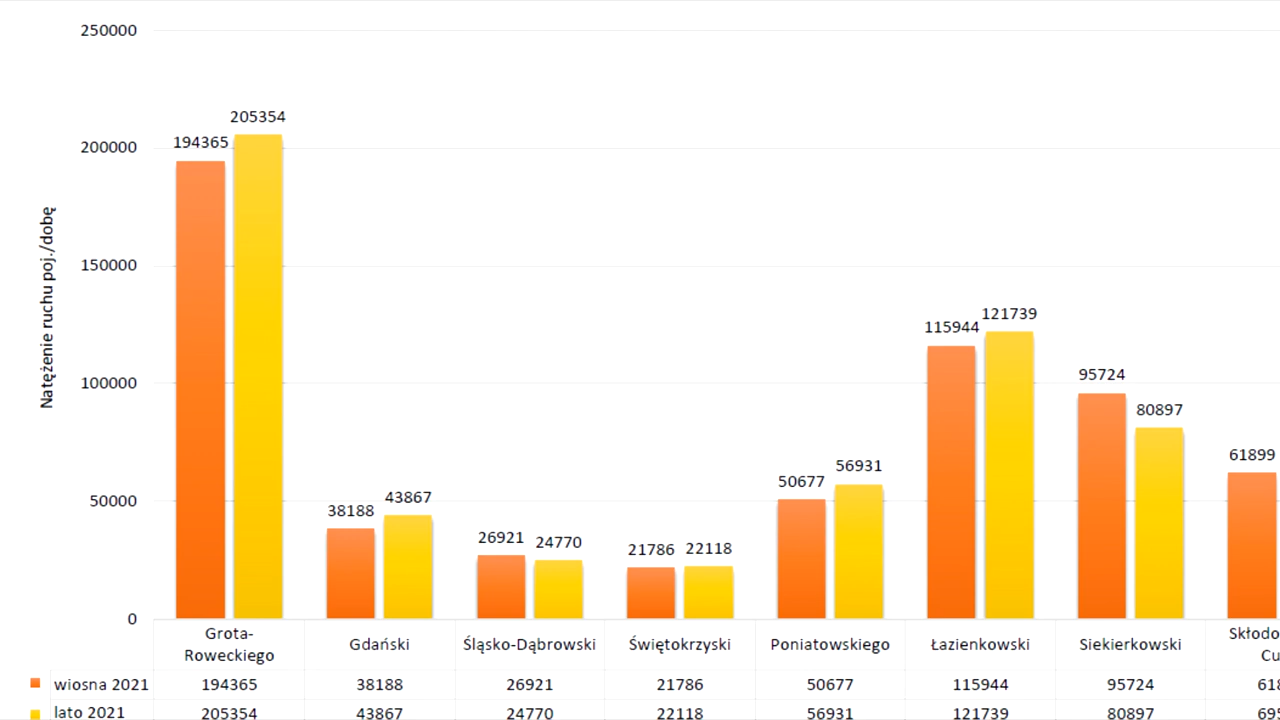 250000
200000
150000
100000
50000
0
Natężenie ruchu poj./dobę
194365 205354
38188 43867
26921 24770
21786 22118
50677 56931
115944 121739
95724 80897
61899
Grota-
Roweckiego
Gdański
Śląsko-Dąbrowski
Świętokrzyski
Poniatowskiego
Łazienkowski
Siekierkowski
wiosna 2021 194365 38188 26921 21786 50677 115944 95724
lato 2021 205354 43867 24770 22118 56931 121739 80897